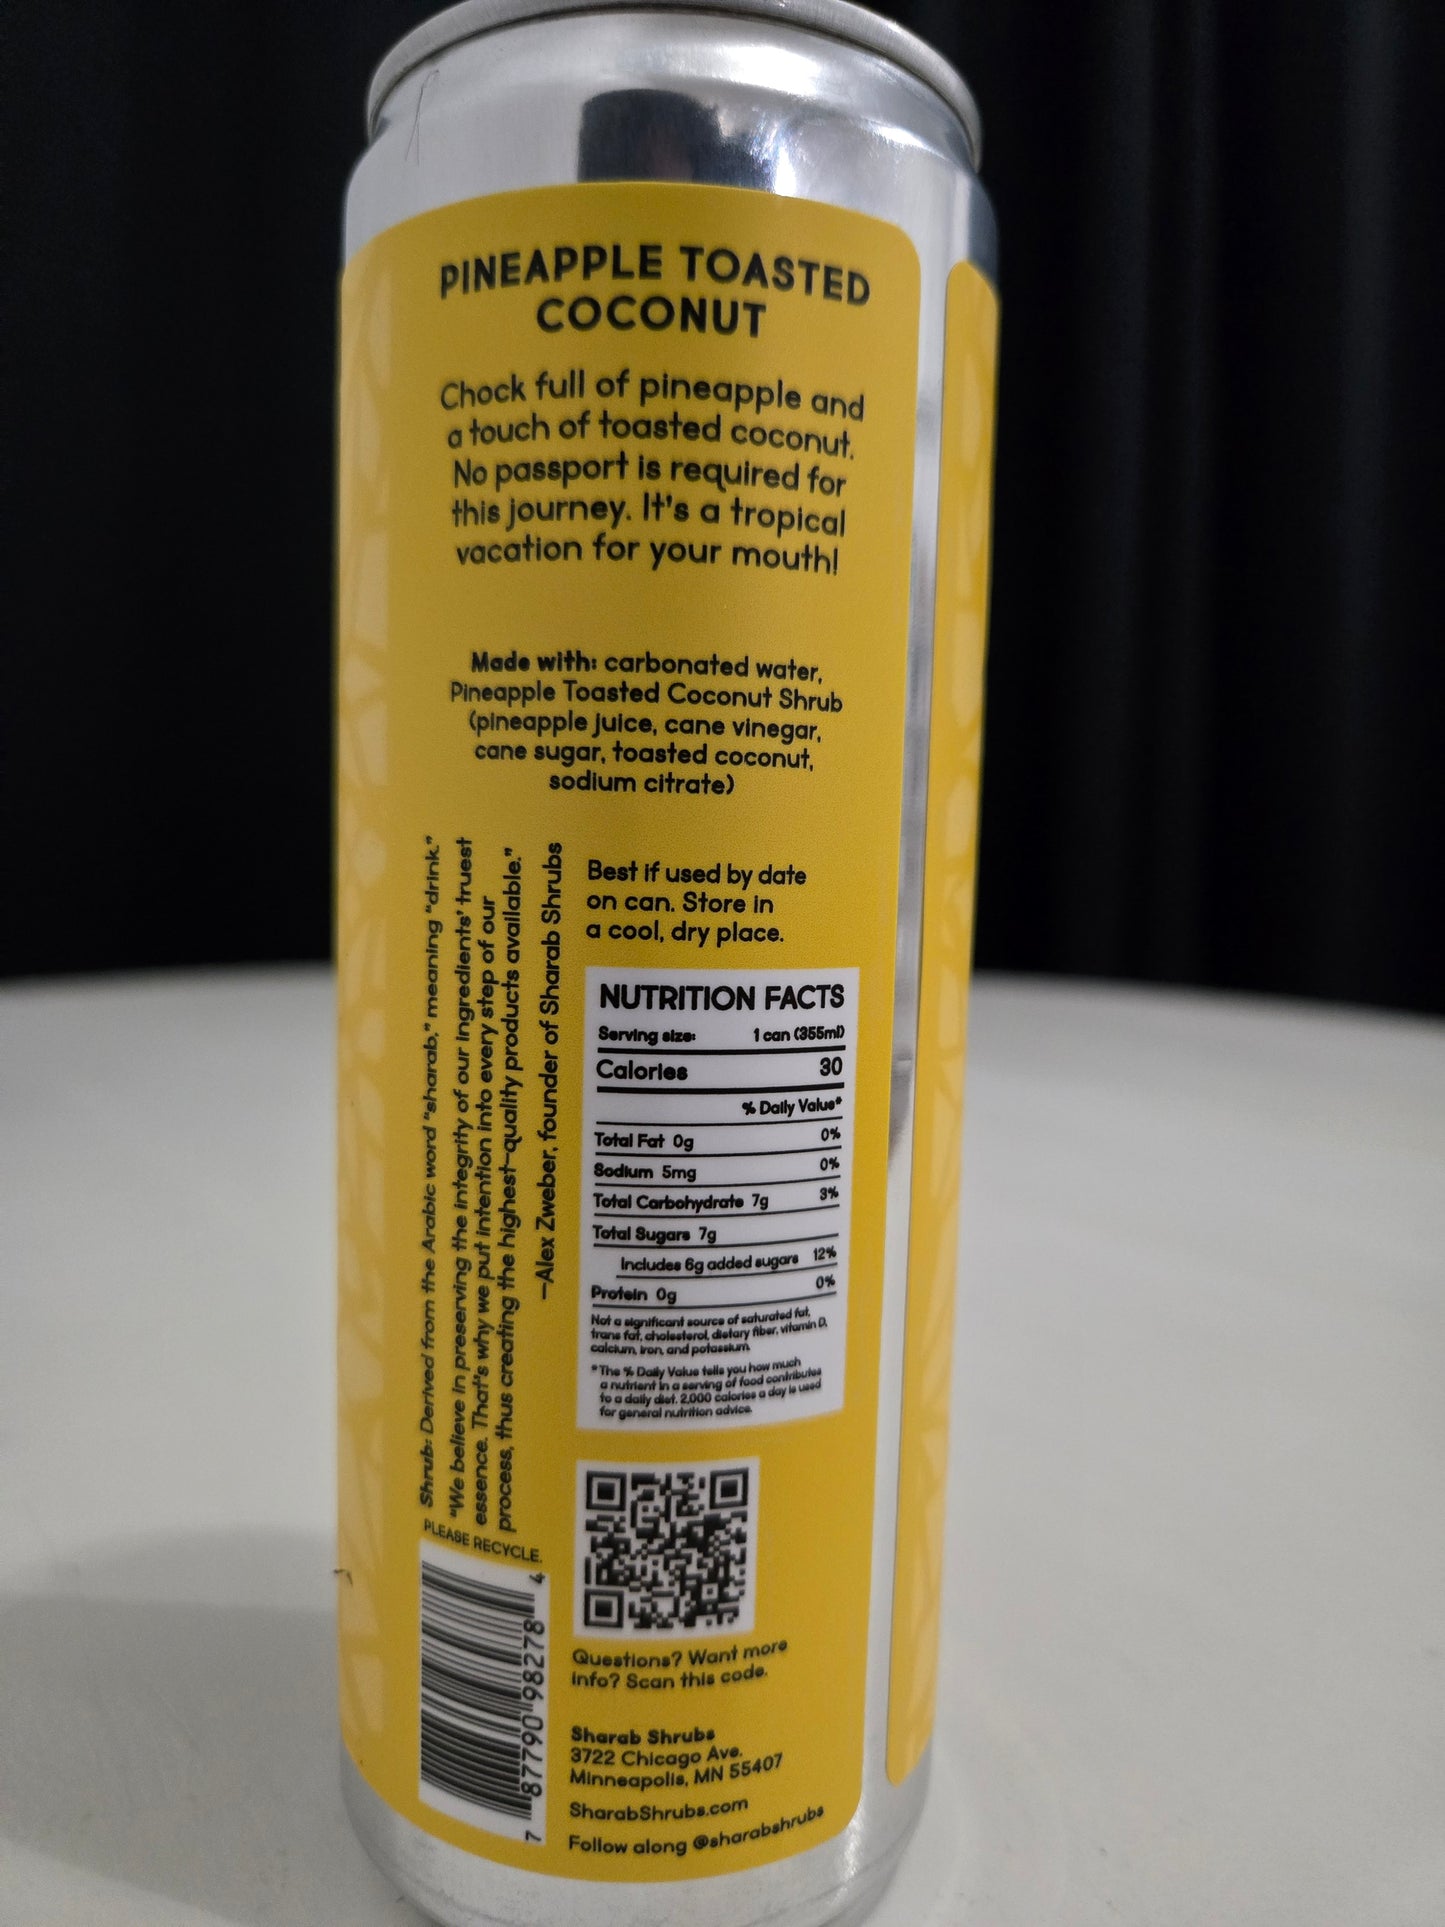 PINEAPPLE TOASTED
COCONUT
Chock full of pineapple and
a touch of toasted coconut.
No passport is required for
this journey. It's a tropical
vacation for your mouth!
Made with: carbonated water,
Pineapple Toasted Coconut Shrub
(pineapple juice, cane vinegar,
cane sugar, toasted coconut,
sodium citrate)
Shrub: Derived from the Arabic word "sharab," meaning "drink."
"We believe in preserving the integrity of our ingredients' truest
essence. That's why we put intention into every step of our
process, thus creating the highest-quality products available."
—Alex Zweber, founder of Sharab Shrubs
Best if used by date
on can. Store in
a cool, dry place.
NUTRITION FACTS
Serving size: 1 can (355ml)
Calories 30
% Daily Value*
Total Fat 0g 0%
Sodium 5mg 0%
Total Carbohydrate 7g 3%
Total Sugars 7g
Includes 6g added sugars 12%
Protein 0g 0%
Not a significant source of saturated fat,
trans fat, cholesterol, dietary fiber, vitamin D,
calcium, iron, and potassium.
*The % Daily Value tells you how much
a nutrient in a serving of food contributes
to a daily diet. 2,000 calories a day is used
for general nutrition advice.
PLEASE RECYCLE.
7 87790 98278 4
Questions? Want more
info? Scan this code.
Sharab Shrubs
3722 Chicago Ave.
Minneapolis, MN 55407
SharabShrubs.com
Follow along @sharabshrubs